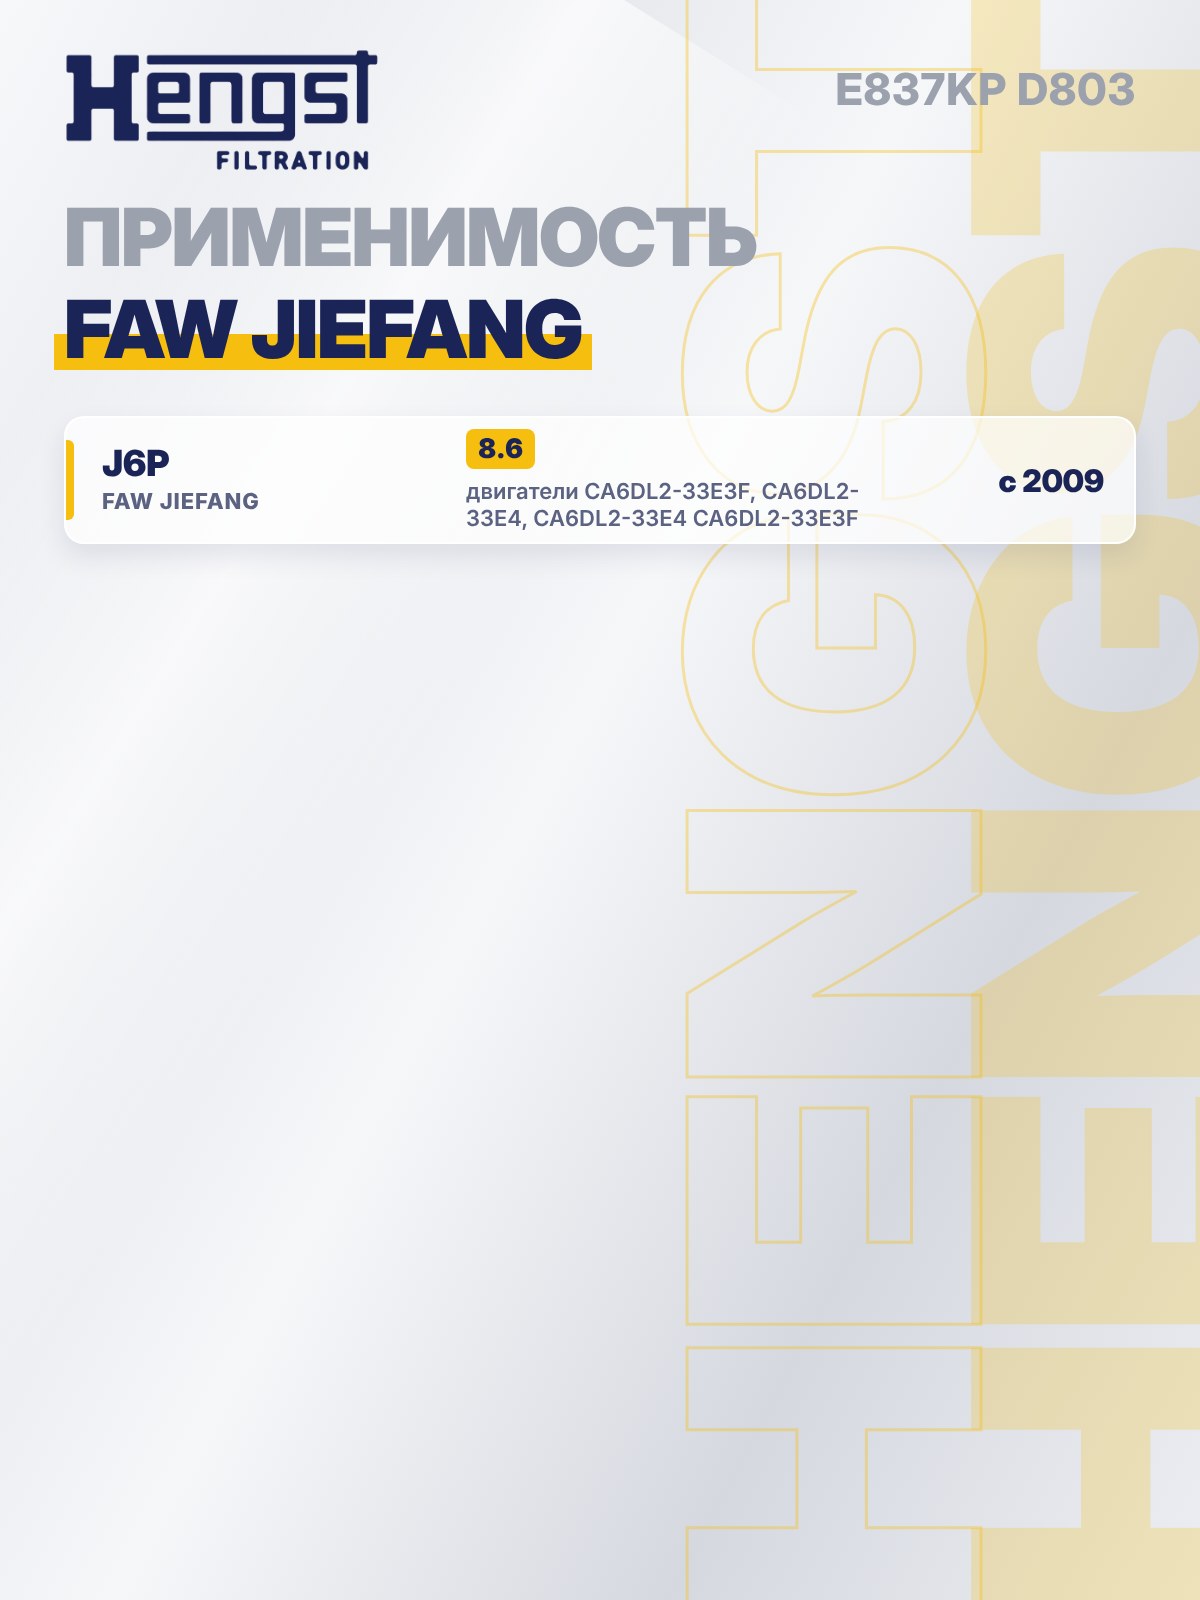 Hengst
FILTRATION
E837KP D803
ПРИМЕНИМОСТЬ
FAW JIEFANG
J6P
FAW JIEFANG
8.6
двигатели CA6DL2-33E3F, CA6DL2-
33E4, CA6DL2-33E4 CA6DL2-33E3F
с 2009
HENGST
HENGST